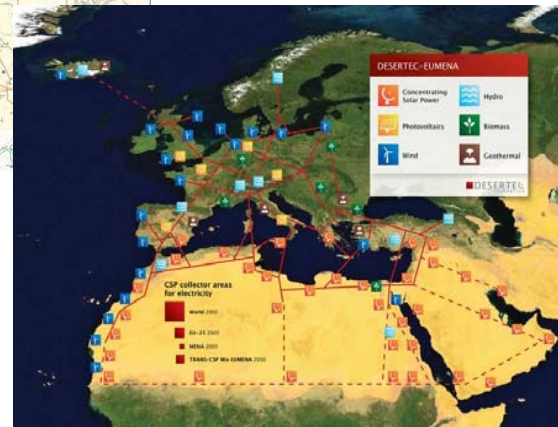 DESERTEC-EUMENA
Concentrating
Solar Power
Hydro
Photovoltaics
Biomass
Wind
Geothermal
DESERTEC
FOUNDATION
CSP collector areas
for electricity
World 2005
EU-25 2005
MENA 2005
TRANS-CSP Mix EUMENA 2050